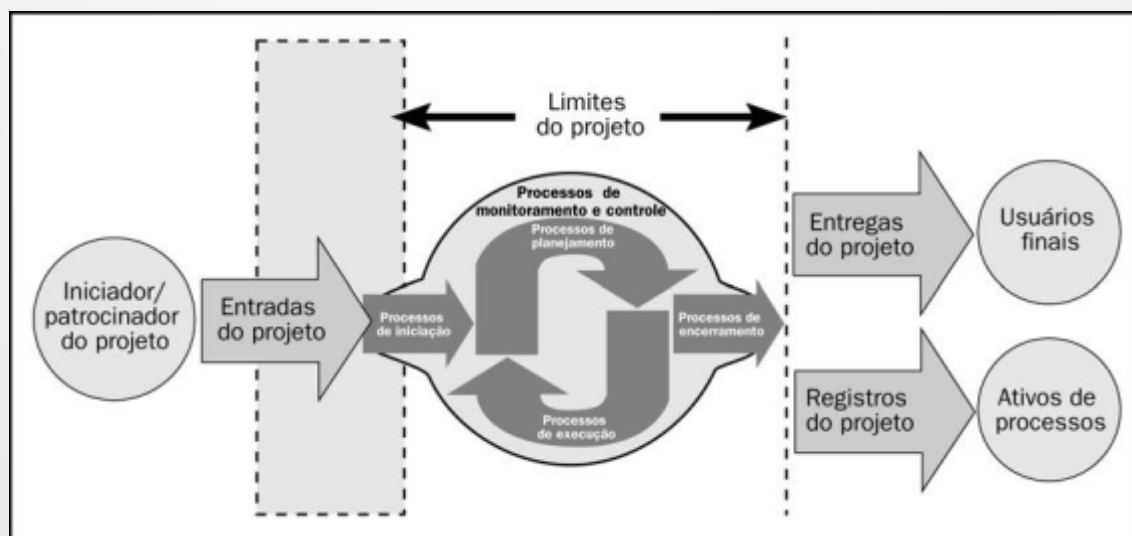 Limites
do projeto
Processos de
monitoramento e controle
Processos de
planejamento
Iniciador/
patrocinador
do projeto
Entradas
do projeto
Processos
de iniciação
Processos de
encerramento
Processos
de execução
Entregas
do projeto
Usuários
finais
Registros
do projeto
Ativos de
processos